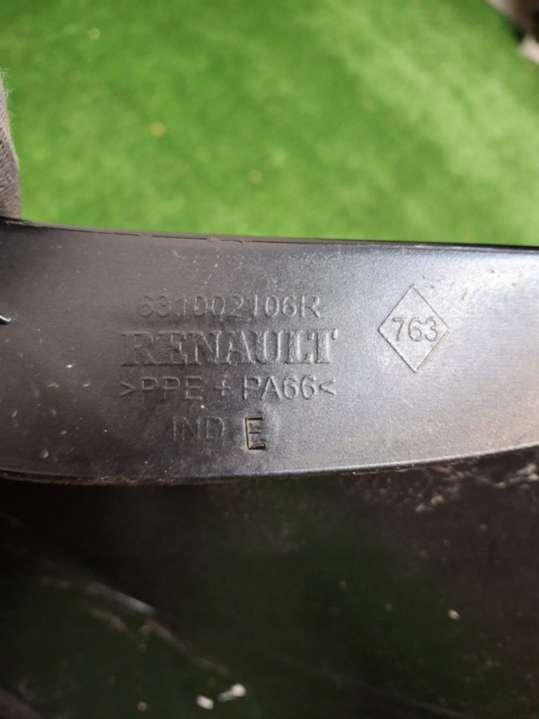 631002106R
RENAULT
763
>PPE + PA66<
IND E